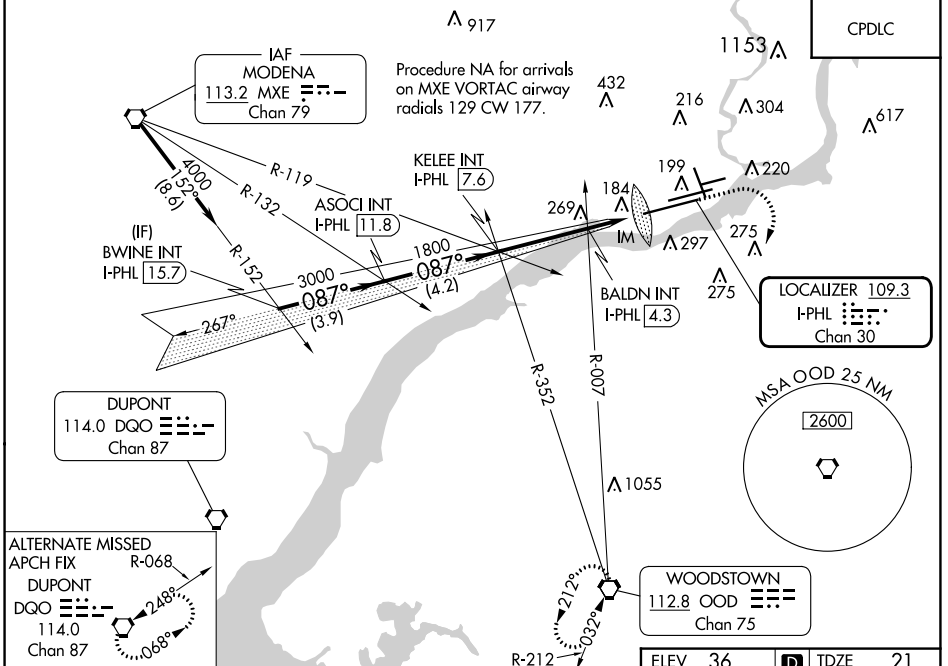 917
CPDLC
1153
IAF
MODENA
113.2 MXE
Chan 79
Procedure NA for arrivals
on MXE VORTAC airway
radials 129 CW 177.
432
216
304
617
KELEE INT
I-PHL 7.6
R-119
4000
152°
(8.6)
R-132
ASOCI INT
I-PHL 11.8
199
220
184
269
IM
297
275
275
(IF)
BWINE INT
I-PHL 15.7
R-152
3000
1800
087°
087°
(3.9)
(4.2)
267°
BALDN INT
I-PHL 4.3
LOCALIZER 109.3
I-PHL
Chan 30
R-352
R-007
MSA OOD 25 NM
2600
DUPONT
114.0 DQO
Chan 87
1055
ALTERNATE MISSED
APCH FIX
DUPONT
DQO
114.0
Chan 87
R-068
248°
068°
212°
032°
R-212
WOODSTOWN
112.8 OOD
Chan 75
ELEV 36
D
TDZE 21